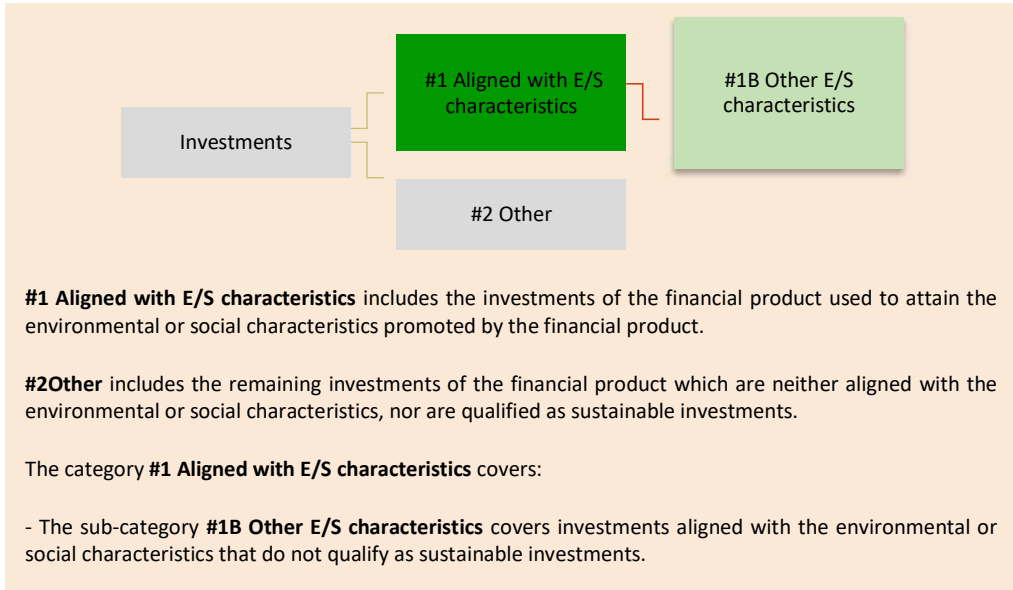 #1 Aligned with E/S
characteristics
#1B Other E/S
characteristics
Investments
#2 Other
#1 Aligned with E/S characteristics includes the investments of the financial product used to attain the
environmental or social characteristics promoted by the financial product.
#2Other includes the remaining investments of the financial product which are neither aligned with the
environmental or social characteristics, nor are qualified as sustainable investments.
The category #1 Aligned with E/S characteristics covers:
- The sub-category #1B Other E/S characteristics covers investments aligned with the environmental or
social characteristics that do not qualify as sustainable investments.